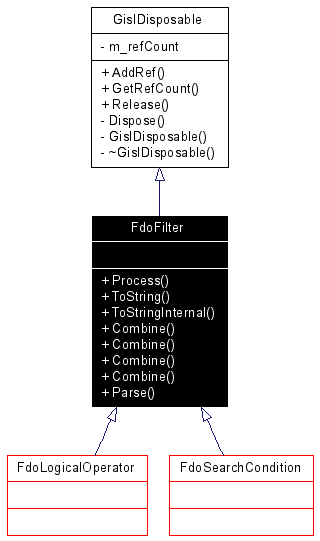 GisIDisposable
- m_refCount
+ AddRef()
+ GetRefCount()
+ Release()
- Dispose()
- GisIDisposable()
- ~GisIDisposable()
FdoFilter
+ Process()
+ ToString()
+ ToStringInternal()
+ Combine()
+ Combine()
+ Combine()
+ Combine()
+ Parse()
FdoLogicalOperator
FdoSearchCondition